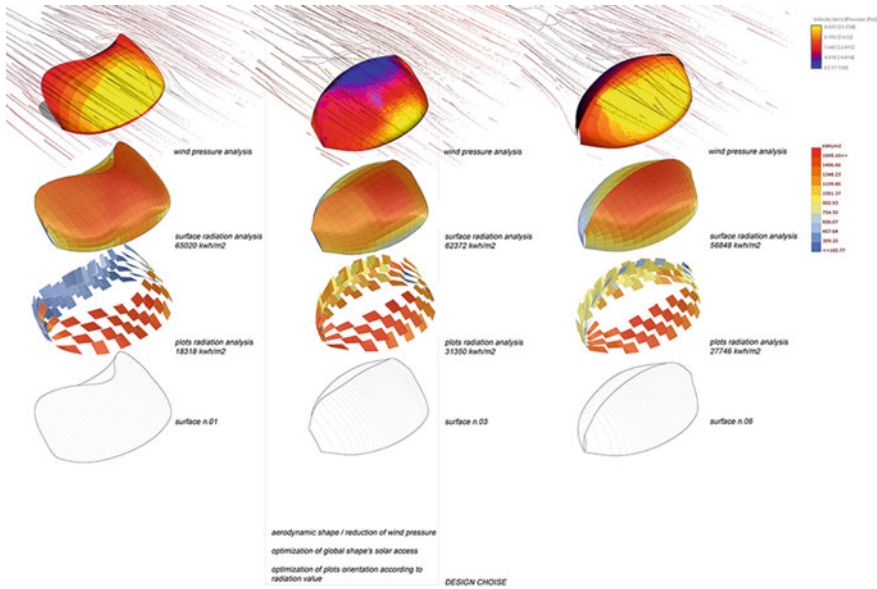 wind pressure analysis
wind pressure analysis
wind pressure analysis
kWh/m2
surface radiation analysis
65020 kwh/m2
surface radiation analysis
62372 kwh/m2
surface radiation analysis
56848 kwh/m2
plots radiation analysis
18318 kwh/m2
plots radiation analysis
31350 kwh/m2
plots radiation analysis
27746 kwh/m2
surface n.01
surface n.03
surface n.06
aerodynamic shape / reduction of wind pressure
optimization of global shape's solar access
optimization of plots orientation according to
radiation value
DESIGN CHOISE